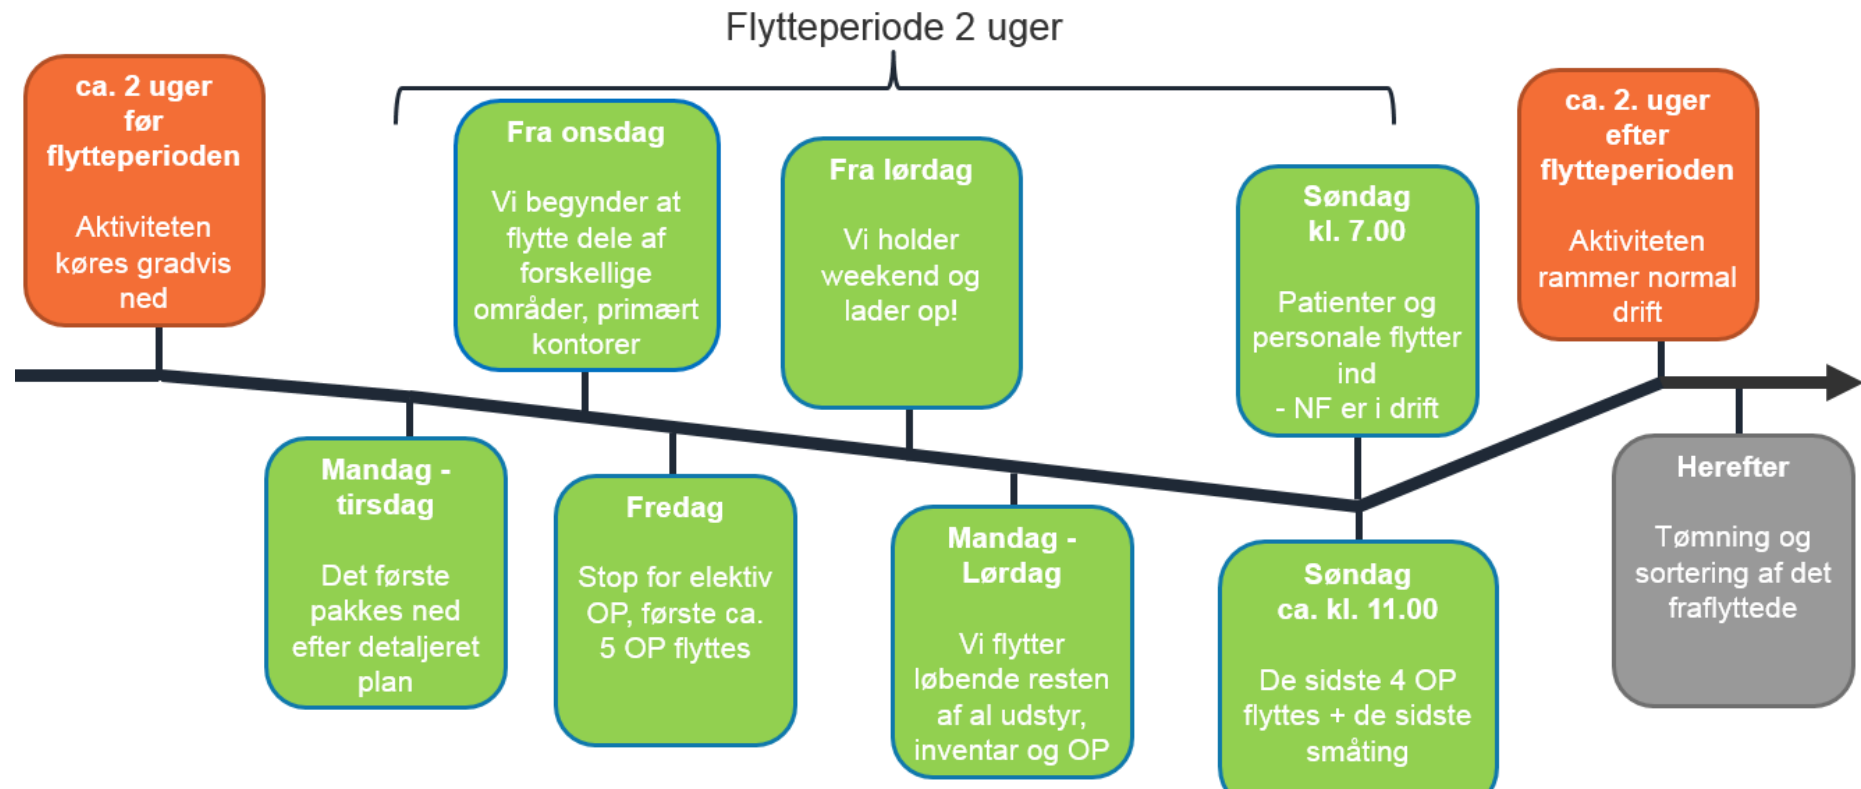 Flytteperiode 2 uger
ca. 2 uger
før
flytteperioden
Aktiviteten
køres gradvis
ned
Mandag -
tirsdag
Det første
pakkes ned
efter detaljeret
plan
Fra onsdag
Vi begynder at
flytte dele af
forskellige
områder, primært
kontorer
Fredag
Stop for elektiv
OP, første ca.
5 OP flyttes
Fra lørdag
Vi holder
weekend og
lader op!
Mandag -
Lørdag
Vi flytter
løbende resten
af al udstyr,
inventar og OP
Søndag
kl. 7.00
Patienter og
personale flytter
ind
- NF er i drift
Søndag
ca. kl. 11.00
De sidste 4 OP
flyttes + de sidste
småting
ca. 2. uger
efter
flytteperioden
Aktiviteten
rammer normal
drift
Herefter
Tømning og
sortering af det
fraflyttede